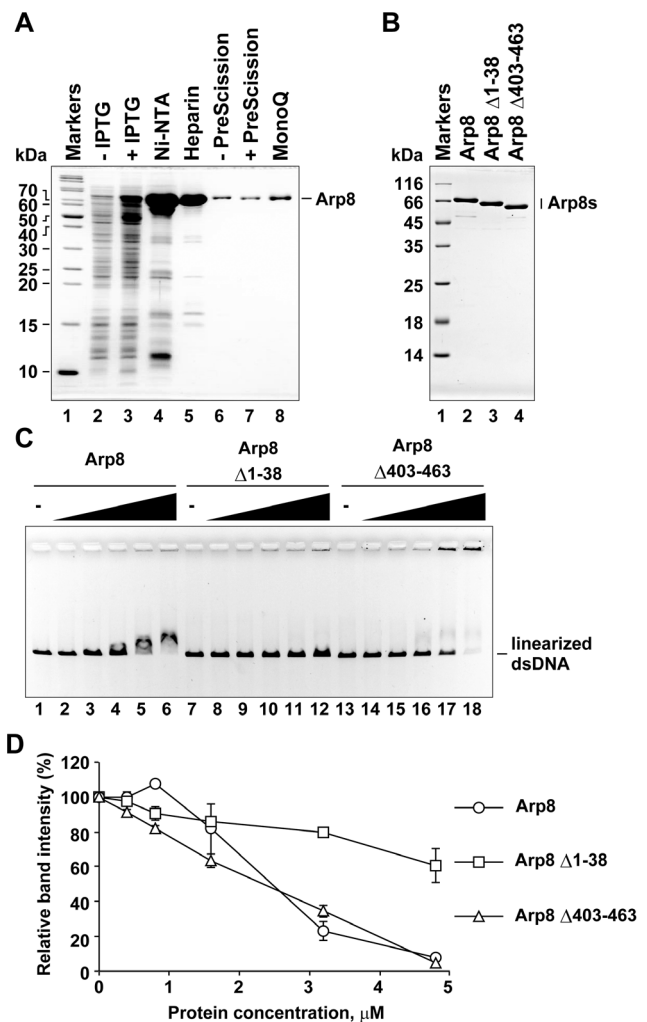 A
Markers
- IPTG
+ IPTG
Ni-NTA
Heparin
- PreScission
+ PreScission
MonoQ
kDa
70
60
50
40
30
25
20
15
10
Arp8
1 2 3 4 5 6 7 8
B
Markers
Arp8
Arp8 Δ1-38
Arp8 Δ403-463
kDa
116
66
45
35
25
18
14
Arp8s
1 2 3 4
C
Arp8
Arp8
Δ1-38
Arp8
Δ403-463
- - -
linearized
dsDNA
1 2 3 4 5 6 7 8 9 10 11 12 13 14 15 16 17 18
D
Relative band intensity (%)
120
100
80
60
40
20
0
0 1 2 3 4 5
Protein concentration, μM
Arp8
Arp8 Δ1-38
Arp8 Δ403-463